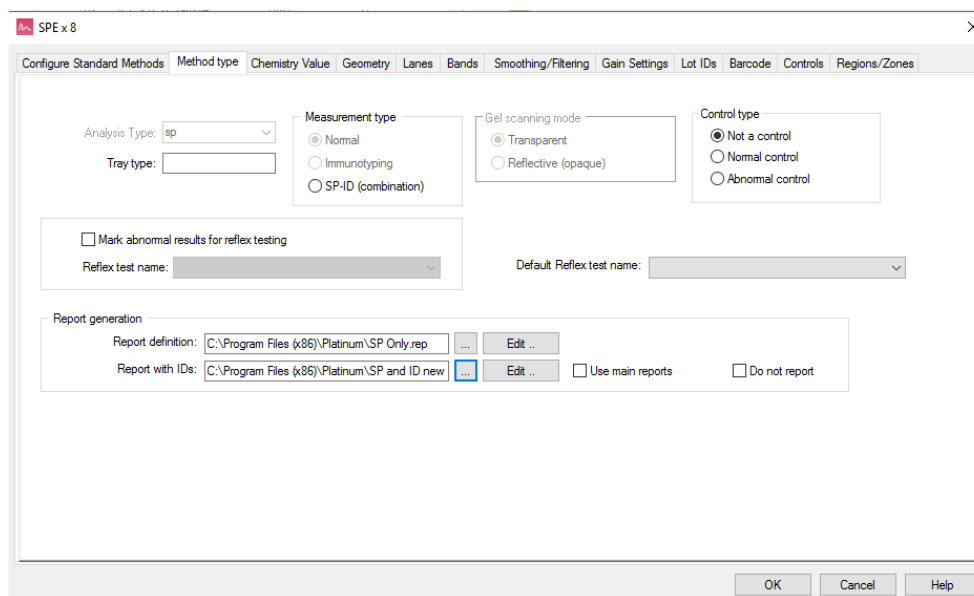 SPE x 8
Configure Standard Methods Method type Chemistry Value Geometry Lanes Bands Smoothing/Filtering Gain Settings Lot IDs Barcode Controls Regions/Zones
Analysis Type: sp
Tray type:
Measurement type
Normal
Immunotyping
SP-ID (combination)
Gel scanning mode
Transparent
Reflective (opaque)
Control type
Not a control
Normal control
Abnormal control
Mark abnormal results for reflex testing
Reflex test name:
Default Reflex test name:
Report generation
Report definition: C:\Program Files (x86)\Platinum\SP Only.rep ... Edit ..
Report with IDs: C:\Program Files (x86)\Platinum\SP and ID new ... Edit .. Use main reports Do not report
OK Cancel Help